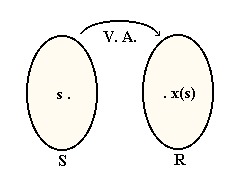 V. A.
s . . x(s)
S R